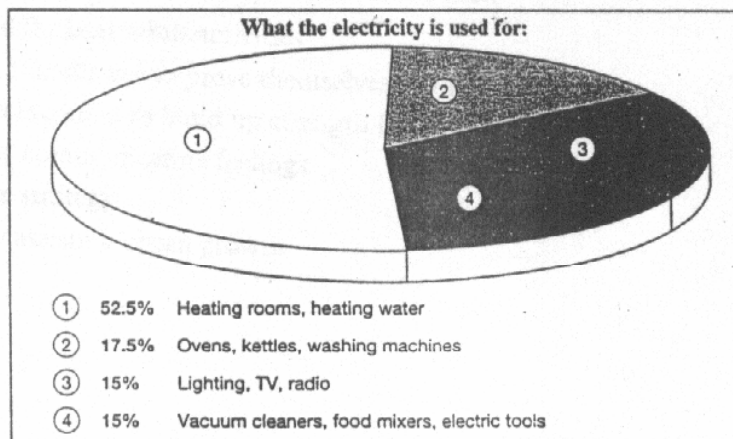 What the electricity is used for:
2
1
3
4
1 52.5% Heating rooms, heating water
2 17.5% Ovens, kettles, washing machines
3 15% Lighting, TV, radio
4 15% Vacuum cleaners, food mixers, electric tools